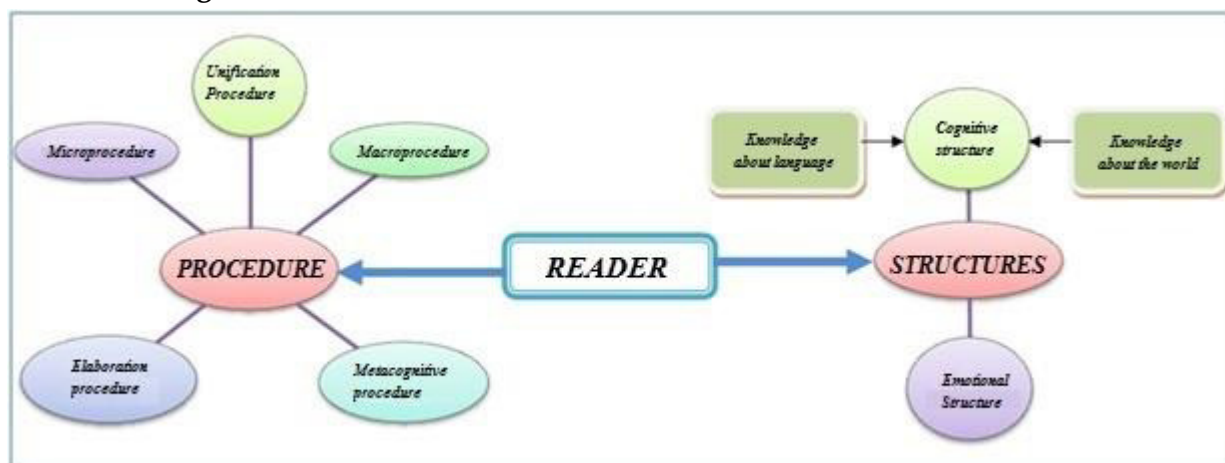 Unification
Procedure
Microprocedure
Macroprocedure
Knowledge
about language
Cognitive
structure
Knowledge
about the world
PROCEDURE
READER
STRUCTURES
Elaboration
procedure
Metacognitive
procedure
Emotional
Structure